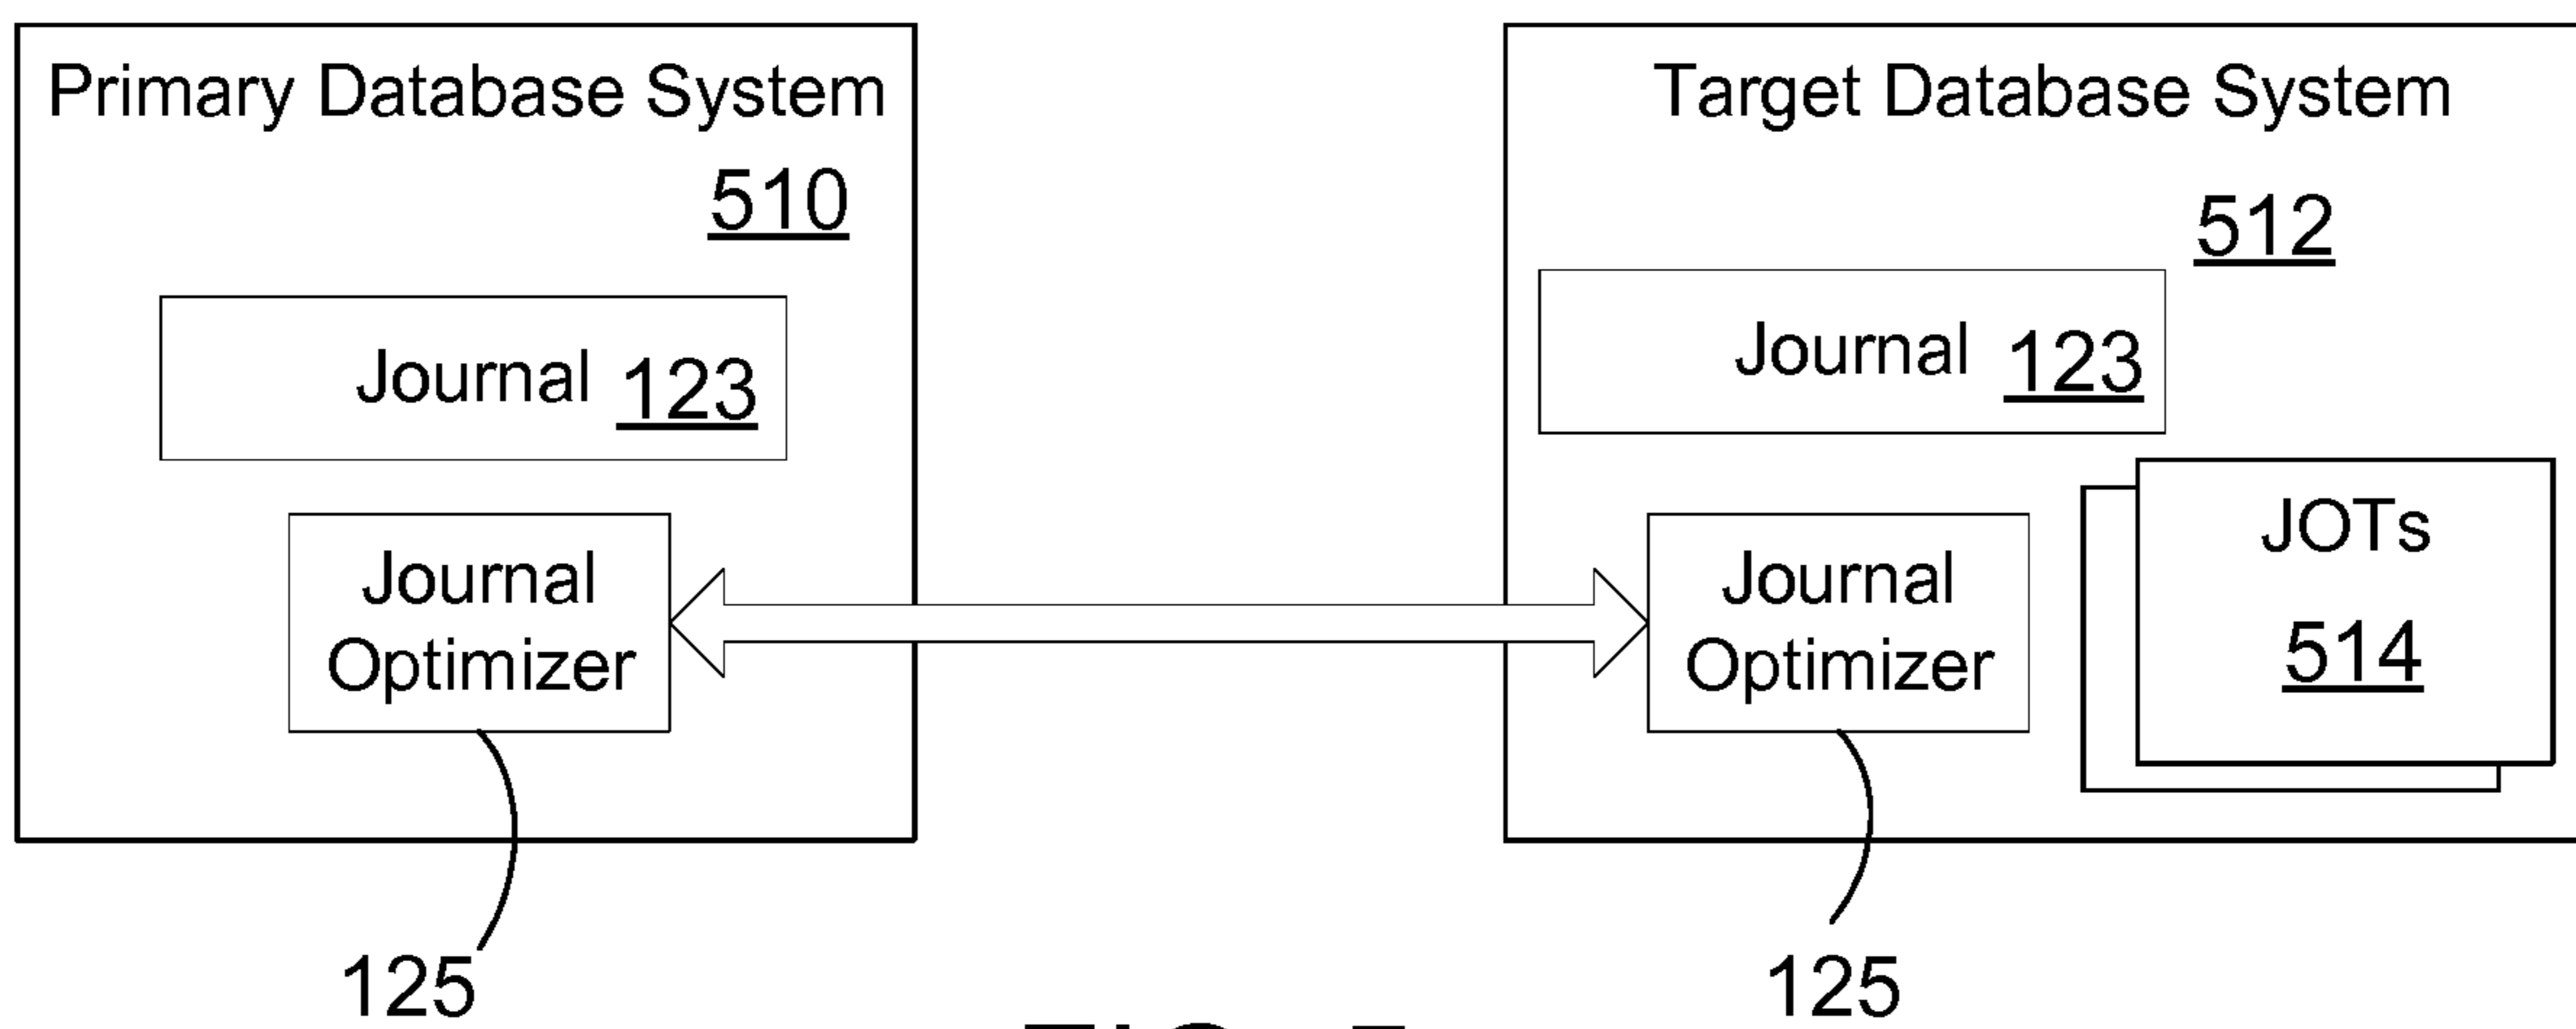 Primary Database System
510
Journal 123
Journal
Optimizer
125
Target Database System
512
Journal 123
Journal
Optimizer
JOTs
514
125